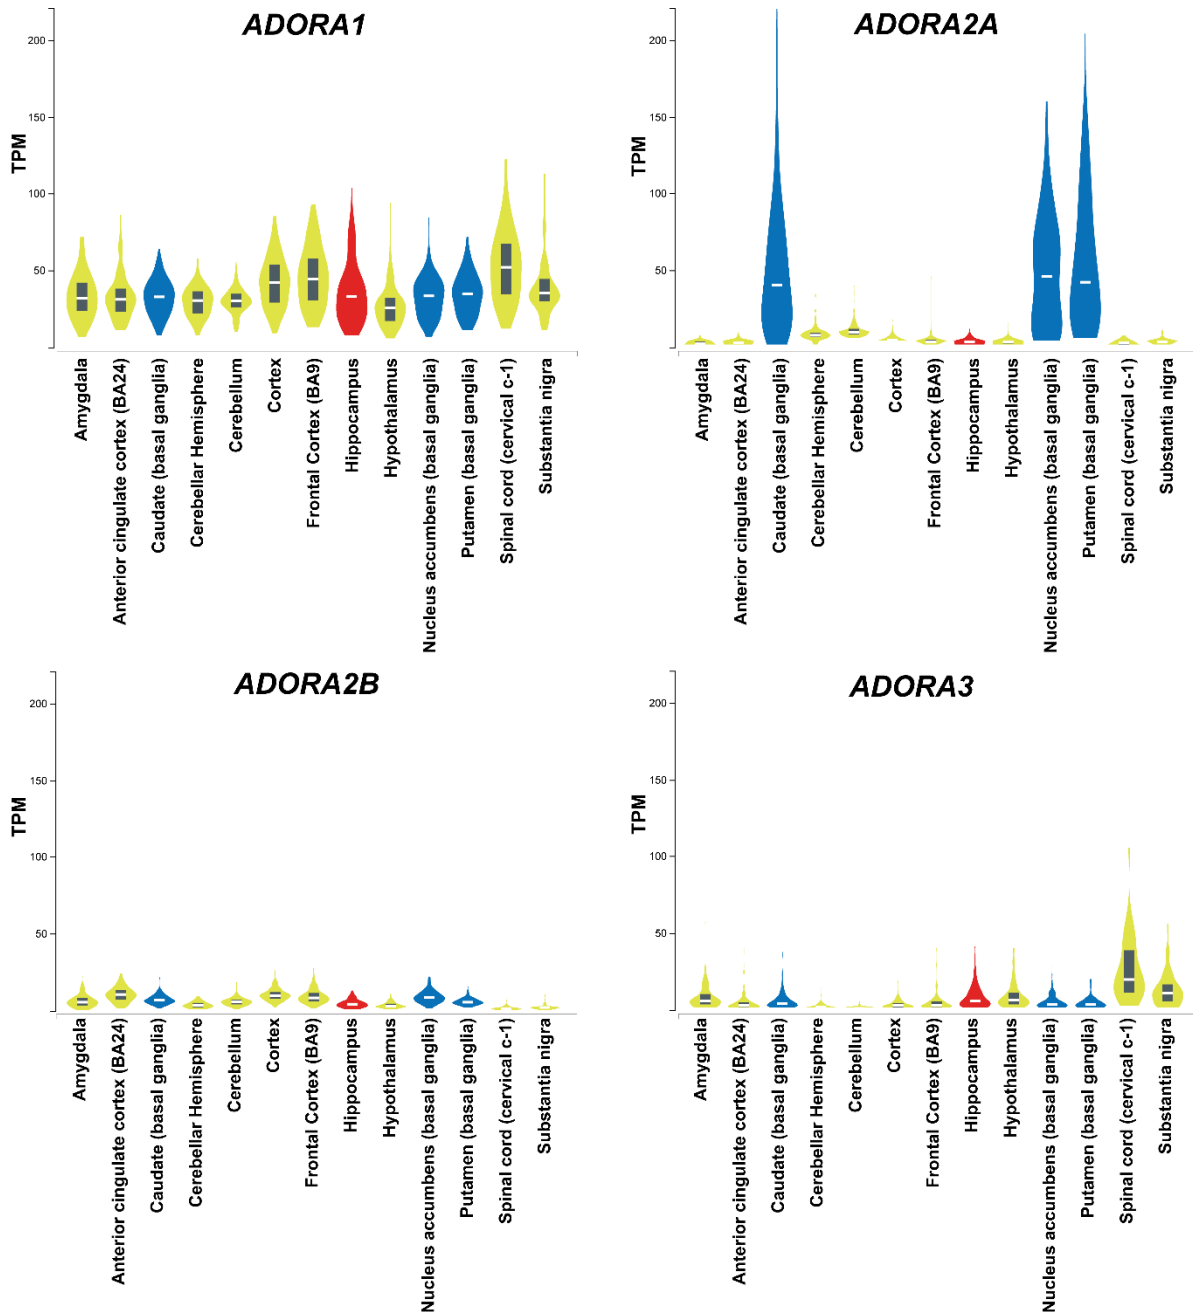 ADORA1
200
150
100
50
TPM
Amygdala
Anterior cingulate cortex (BA24)
Caudate (basal ganglia)
Cerebellar Hemisphere
Cerebellum
Cortex
Frontal Cortex (BA9)
Hippocampus
Hypothalamus
Nucleus accumbens (basal ganglia)
Putamen (basal ganglia)
Spinal cord (cervical c-1)
Substantia nigra
ADORA2A
200
150
100
50
TPM
Amygdala
Anterior cingulate cortex (BA24)
Caudate (basal ganglia)
Cerebellar Hemisphere
Cerebellum
Cortex
Frontal Cortex (BA9)
Hippocampus
Hypothalamus
Nucleus accumbens (basal ganglia)
Putamen (basal ganglia)
Spinal cord (cervical c-1)
Substantia nigra
ADORA2B
200
150
100
50
TPM
Amygdala
Anterior cingulate cortex (BA24)
Caudate (basal ganglia)
Cerebellar Hemisphere
Cerebellum
Cortex
Frontal Cortex (BA9)
Hippocampus
Hypothalamus
Nucleus accumbens (basal ganglia)
Putamen (basal ganglia)
Spinal cord (cervical c-1)
Substantia nigra
ADORA3
200
150
100
50
TPM
Amygdala
Anterior cingulate cortex (BA24)
Caudate (basal ganglia)
Cerebellar Hemisphere
Cerebellum
Cortex
Frontal Cortex (BA9)
Hippocampus
Hypothalamus
Nucleus accumbens (basal ganglia)
Putamen (basal ganglia)
Spinal cord (cervical c-1)
Substantia nigra